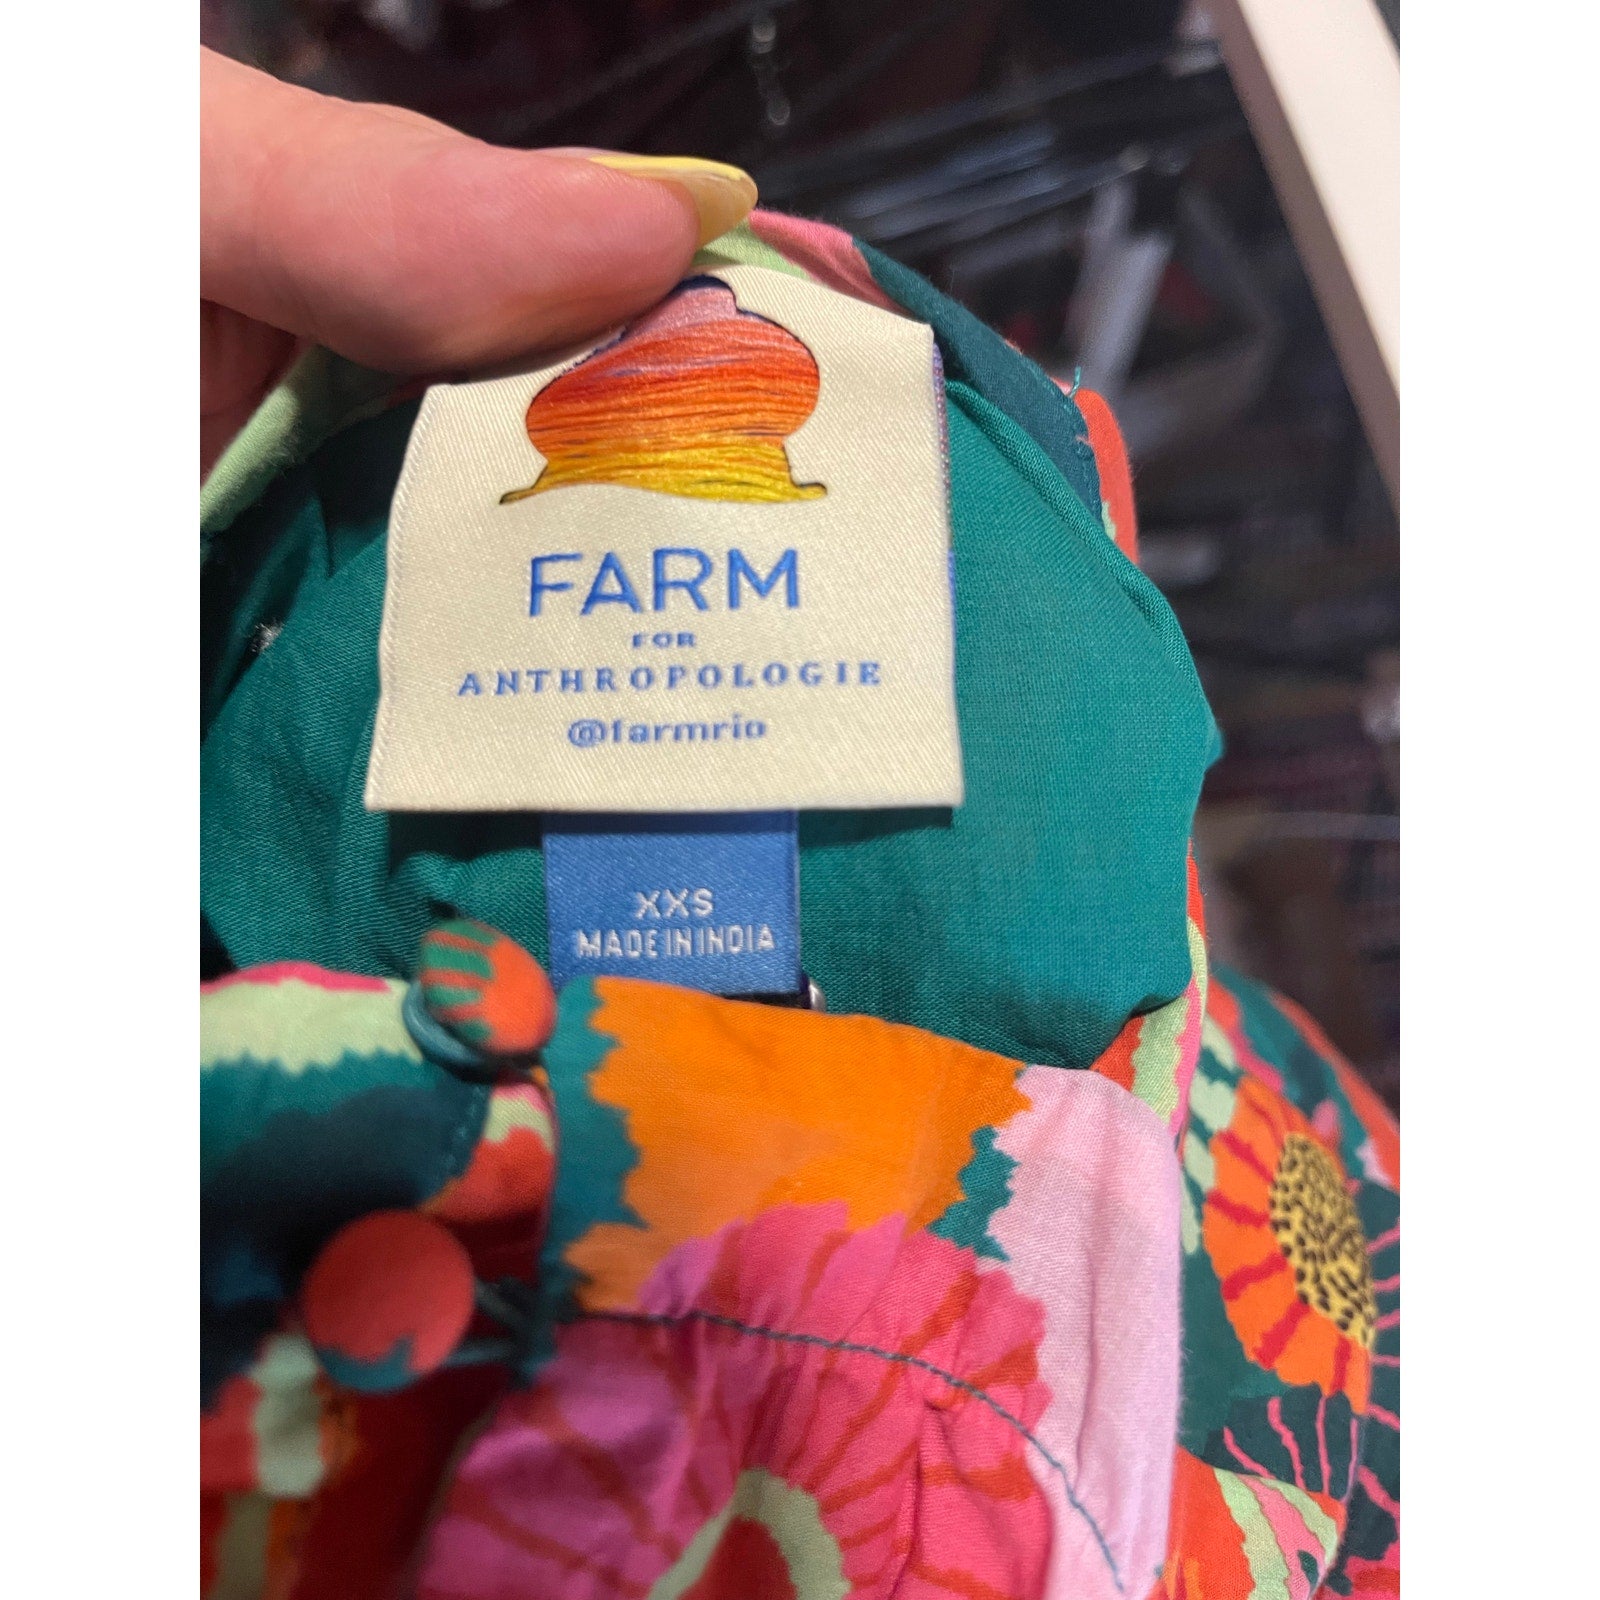 FARM
FOR
ANTHROPOLOGIE
@farmrio
XXS
MADE IN INDIA